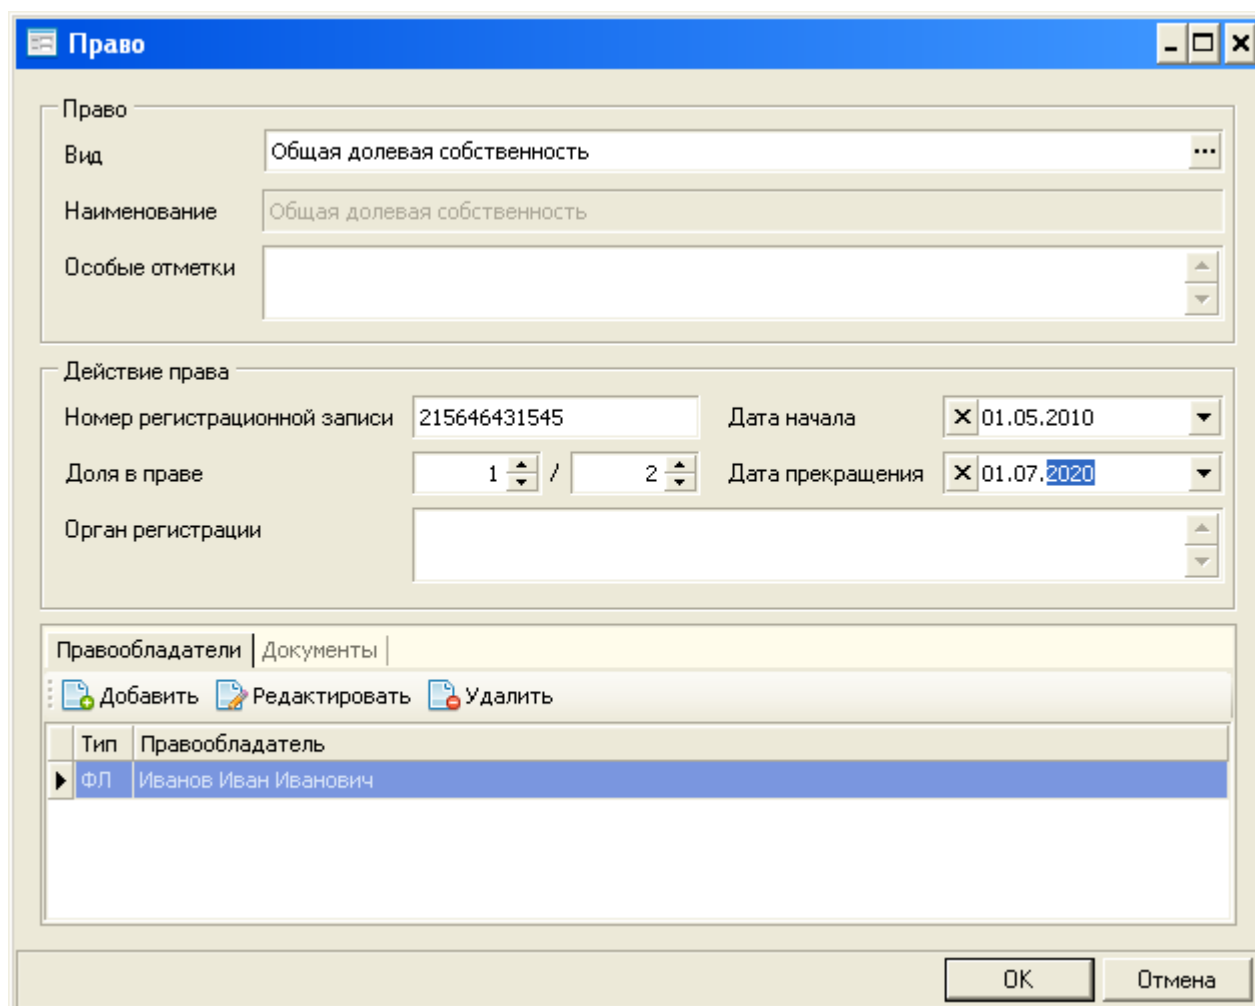 Право
Право
Вид Общая долевая собственность ...
Наименование Общая долевая собственность
Особые отметки
Действие права
Номер регистрационной записи 215646431545 Дата начала 01.05.2010
Доля в праве 1 / 2 Дата прекращения 01.07.2020
Орган регистрации
Правообладатели Документы
Добавить Редактировать Удалить
Тип Правообладатель
ФЛ Иванов Иван Иванович
OK Отмена